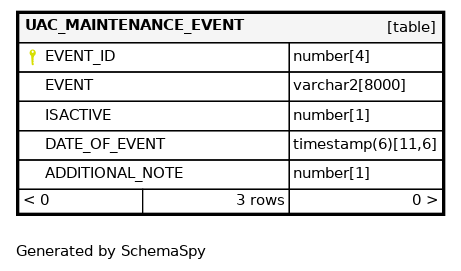 UAC_MAINTENANCE_EVENT [table]
EVENT_ID number[4]
EVENT varchar2[8000]
ISACTIVE number[1]
DATE_OF_EVENT timestamp(6)[11,6]
ADDITIONAL_NOTE number[1]
< 0 3 rows 0 >
Generated by SchemaSpy